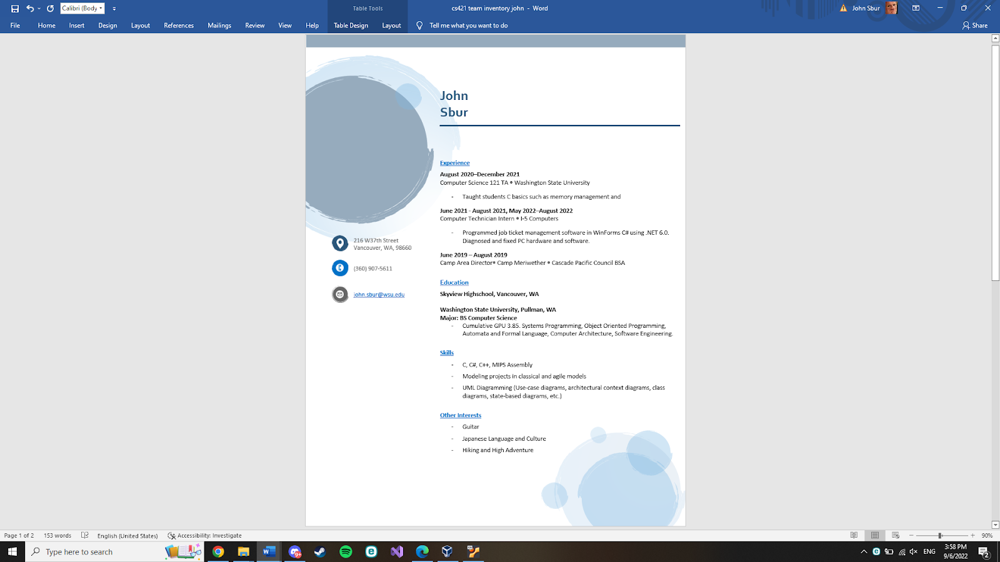 Calibri (Body
Table Tools
cs421 team inventory john - Word
John Sbur
File Home Insert Design Layout References Mailings Review View Help Table Design Layout Tell me what you want to do Share
John
Sbur
Experience
August 2020–December 2021
Computer Science 121 TA • Washington State University
- Taught students C basics such as memory management and
June 2021 - August 2021, May 2022–August 2022
Computer Technician Intern • I-5 Computers
- Programmed job ticket management software in WinForms C# using .NET 6.0.
Diagnosed and fixed PC hardware and software.
June 2019 – August 2019
Camp Area Director• Camp Meriwether • Cascade Pacific Council BSA
216 W37th Street
Vancouver, WA, 98660
(360) 907-5611
john.sbur@wsu.edu
Education
Skyview Highschool, Vancouver, WA
Washington State University, Pullman, WA
Major: BS Computer Science
- Cumulative GPU 3.85. Systems Programming, Object Oriented Programming,
Automata and Formal Language, Computer Architecture, Software Engineering.
Skills
- C, C#, C++, MIPS Assembly
- Modeling projects in classical and agile models
- UML Diagramming (Use-case diagrams, architectural context diagrams, class
diagrams, state-based diagrams, etc.)
Other Interests
- Guitar
- Japanese Language and Culture
- Hiking and High Adventure
Page 1 of 2 153 words English (United States) Accessibility: Investigate 90%
Type here to search
ENG
3:58 PM
9/6/2022
2